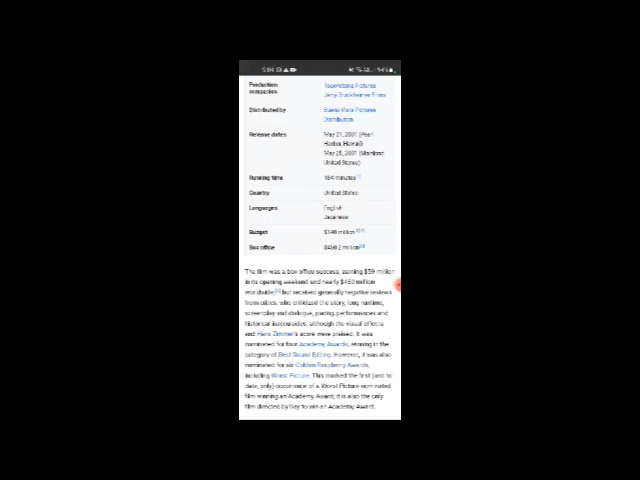 Production
companies
Touchstone Pictures
Jerry Bruckheimer Films
Distributed by
Buena Vista Pictures
Distribution
Release dates
May 21, 2001 (Pearl
Harbor, Hawaii)
May 25, 2001 (Mainland
United States)
Running time
184 minutes
Country
United States
Languages
English
Japanese
Budget
$140 million
Box office
million
The film was a box office success, earning $59 million
in its opening weekend and nearly $450 million
worldwide, but received generally negative reviews
from critics, who criticized the story, long runtime,
screenplay and dialogue, pacing, performances and
historical inaccuracies, although the visual effects
and Hans Zimmer's score were praised. It was
nominated for four Academy Awards, winning in the
category of Best Sound Editing. However, it was also
nominated for six Golden Raspberry Awards,
including Worst Picture. This marked the first (and to
date, only) occurrence of a Worst Picture-nominated
film winning an Academy Award; it is also the only
film directed by Bay to win an Academy Award.